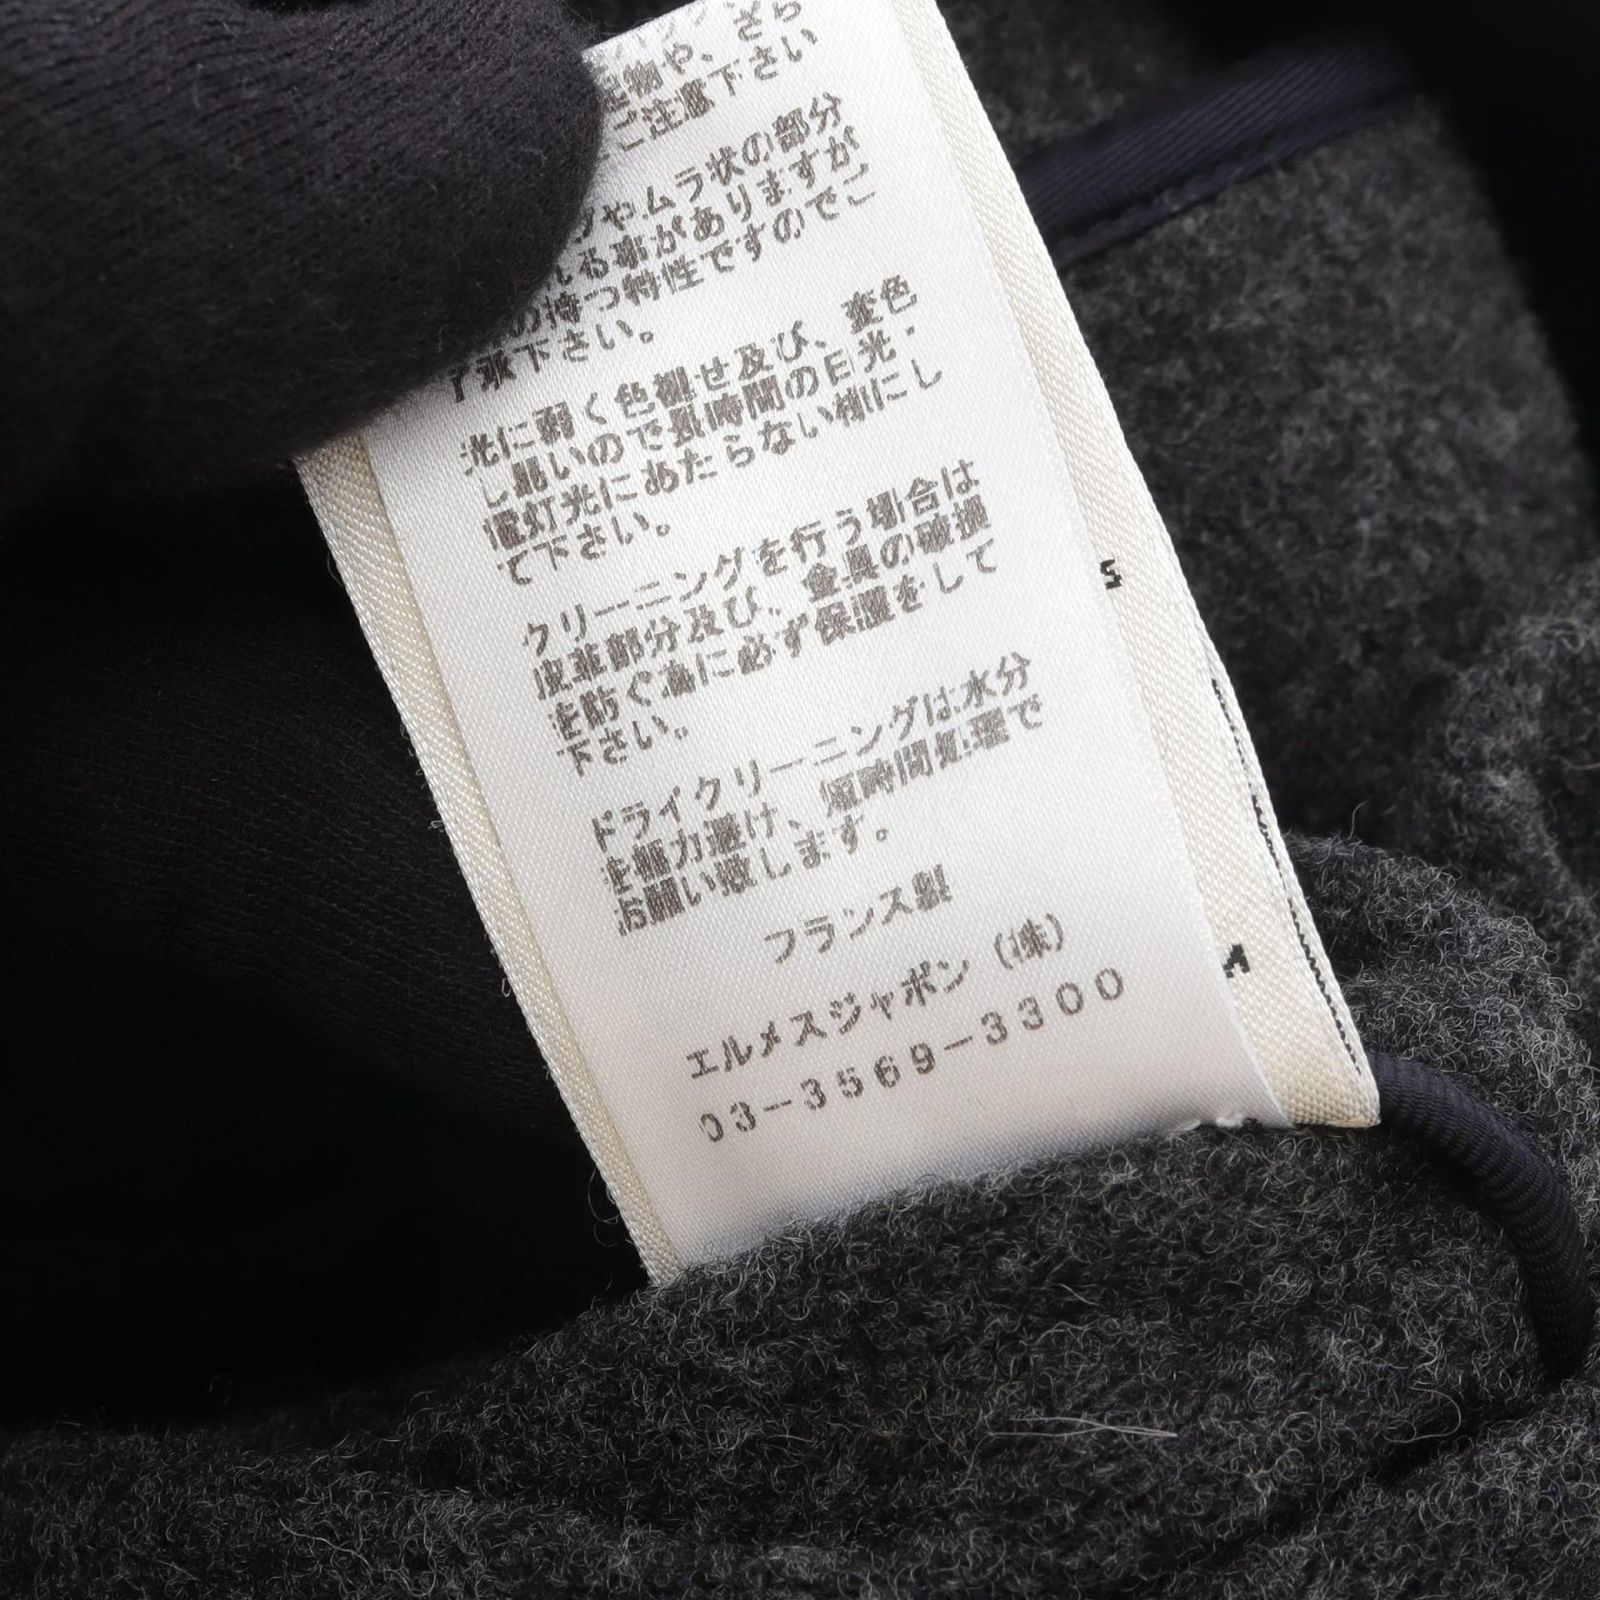 物や、ざら
ご注意下さい
やムラ状の部分
れる事がありますが
の持つ特性ですのでご
了承下さい。
光に弱く色褪せ及び、変色
し易いので長時間の日光・
電灯光にあたらない様にし
て下さい。
クリーニングを行う場合は
皮革部分及び、金具の破損
を防ぐ為に必ず保護をして
下さい。
ドライクリーニングは水分
を極力避け、短時間処理で
お願い致します。
フランス製
エルメスジャポン(株)
03-3569-3300
S
M